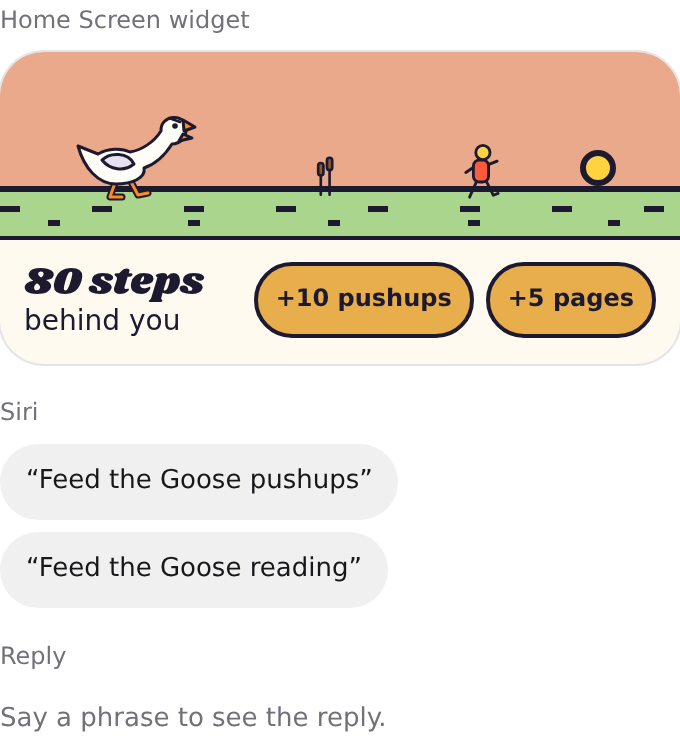 Home Screen widget
80 steps
behind you
+10 pushups
+5 pages
Siri
“Feed the Goose pushups”
“Feed the Goose reading”
Reply
Say a phrase to see the reply.